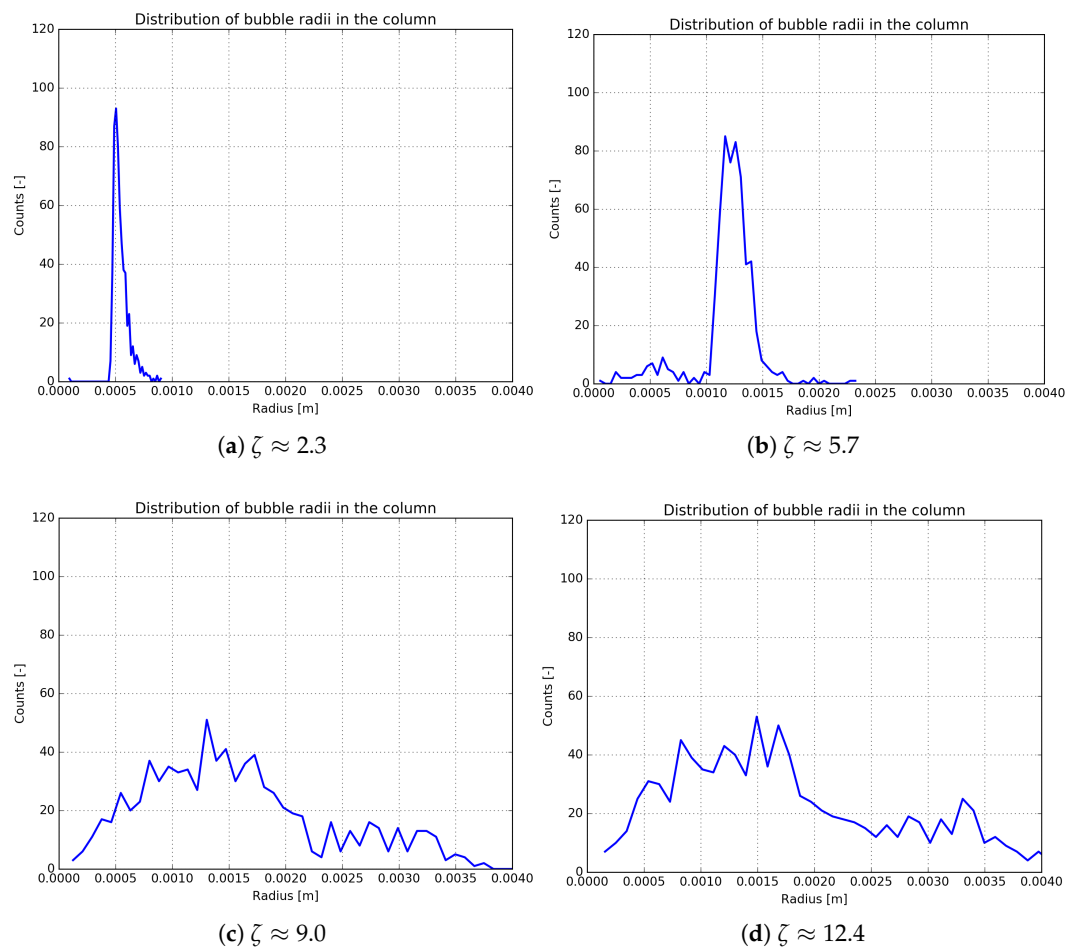 Distribution of bubble radii in the column
120
100
80
60
40
20
0
Counts [-]
0.0000 0.0005 0.0010 0.0015 0.0020 0.0025 0.0030 0.0035 0.0040
Radius [m]
(a) ζ ≈ 2.3
Distribution of bubble radii in the column
120
100
80
60
40
20
0
Counts [-]
0.0000 0.0005 0.0010 0.0015 0.0020 0.0025 0.0030 0.0035 0.0040
Radius [m]
(b) ζ ≈ 5.7
Distribution of bubble radii in the column
120
100
80
60
40
20
0
Counts [-]
0.0000 0.0005 0.0010 0.0015 0.0020 0.0025 0.0030 0.0035 0.0040
Radius [m]
(c) ζ ≈ 9.0
Distribution of bubble radii in the column
120
100
80
60
40
20
0
Counts [-]
0.0000 0.0005 0.0010 0.0015 0.0020 0.0025 0.0030 0.0035 0.0040
Radius [m]
(d) ζ ≈ 12.4